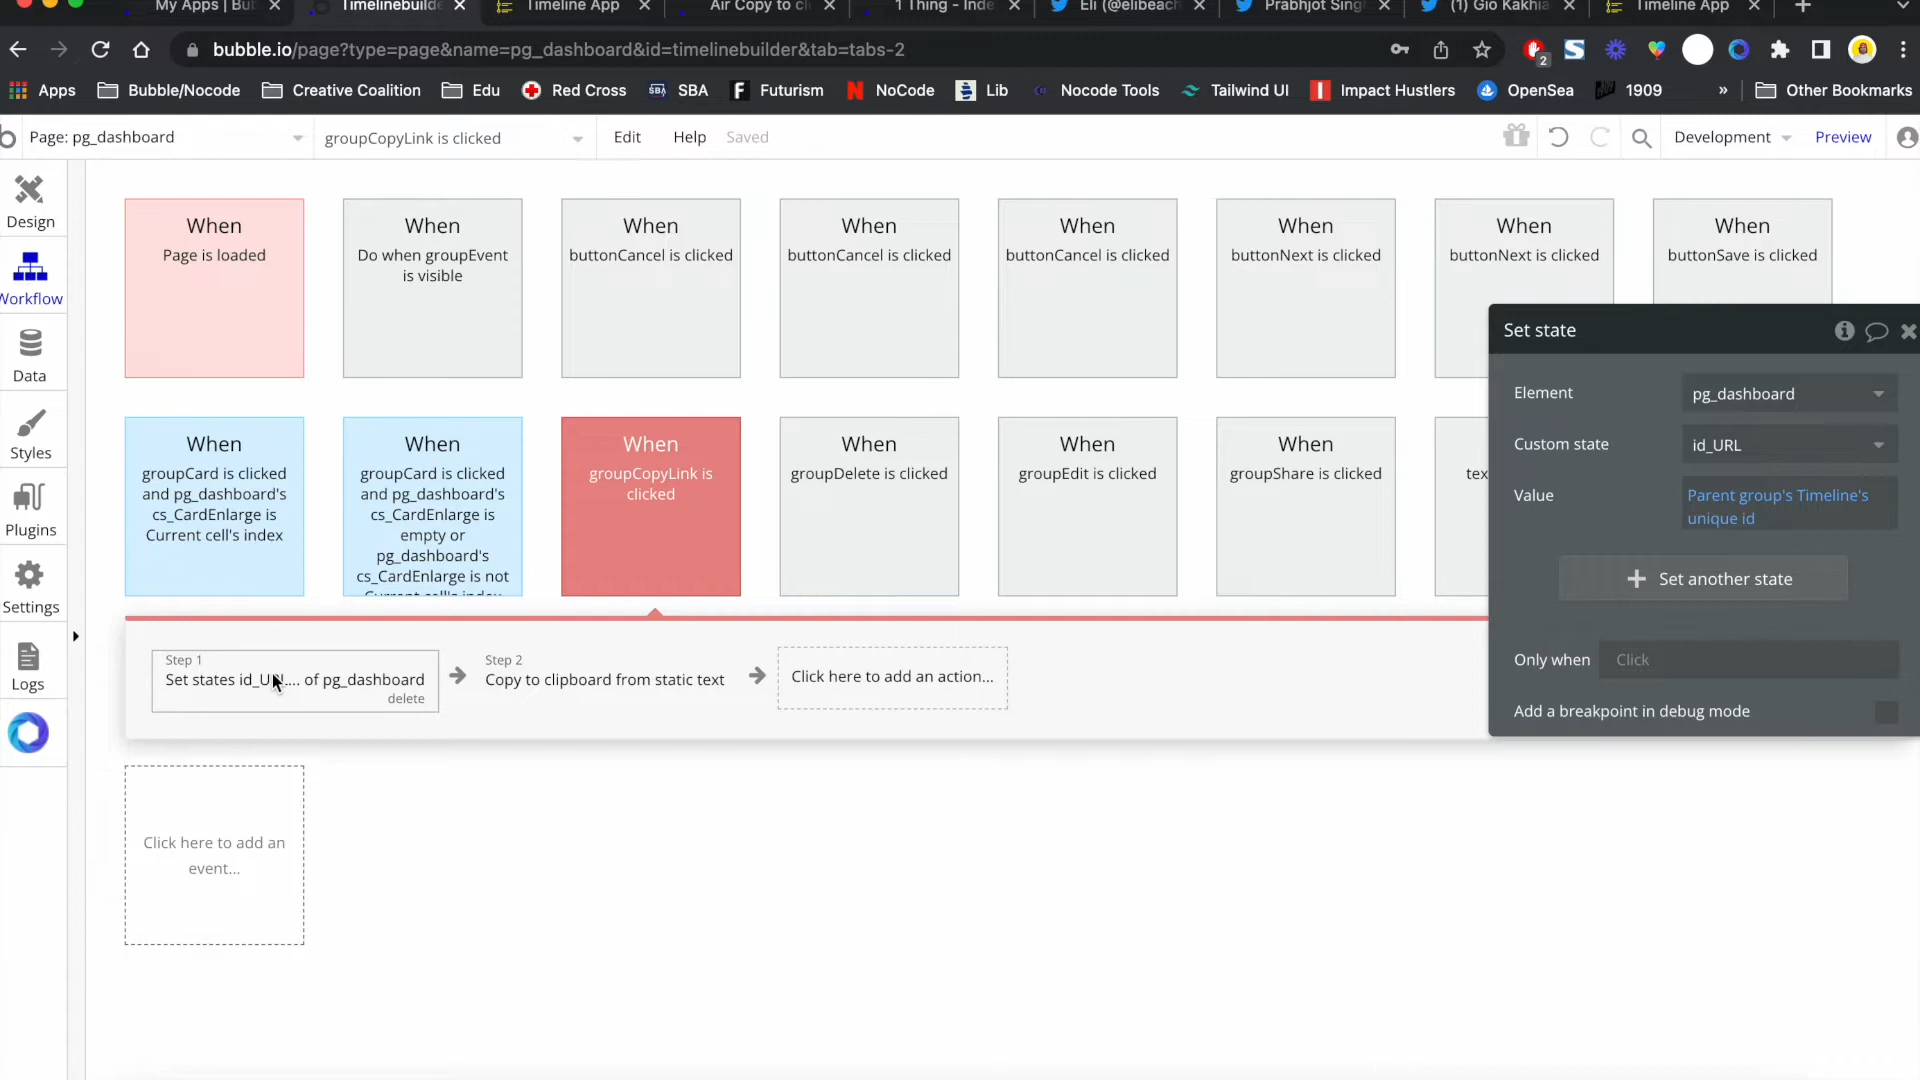 My Apps | Bub
Timelinebuilde
Timeline App
Air Copy to cli
1 Thing - Inde
Eli (@elibeach
Prabhjot Sing
(1) Gio Kakhia
Timeline App
bubble.io/page?type=page&name=pg_dashboard&id=timelinebuilder&tab=tabs-2
2
Apps
Bubble/Nocode
Creative Coalition
Edu
Red Cross
SBA
SBA
Futurism
NoCode
Lib
Nocode Tools
Tailwind UI
Impact Hustlers
OpenSea
1909
»
Other Bookmarks
Page: pg_dashboard
groupCopyLink is clicked
Edit
Help
Saved
Development
Preview
Design
Workflow
Data
Styles
Plugins
Settings
Logs
When
Page is loaded
When
Do when groupEvent
is visible
When
buttonCancel is clicked
When
buttonCancel is clicked
When
buttonCancel is clicked
When
buttonNext is clicked
When
buttonNext is clicked
When
buttonSave is clicked
When
groupCard is clicked
and pg_dashboard's
cs_CardEnlarge is
Current cell's index
When
groupCard is clicked
and pg_dashboard's
cs_CardEnlarge is
empty or
pg_dashboard's
cs_CardEnlarge is not
Current cell's index
When
groupCopyLink is
clicked
When
groupDelete is clicked
When
groupEdit is clicked
When
groupShare is clicked
tex
Step 1
Set states id_U... of pg_dashboard
delete
Step 2
Copy to clipboard from static text
Click here to add an action...
Click here to add an
event...
Set state
Element
pg_dashboard
Custom state
id_URL
Value
Parent group's Timeline's
unique id
+ Set another state
Only when
Click
Add a breakpoint in debug mode